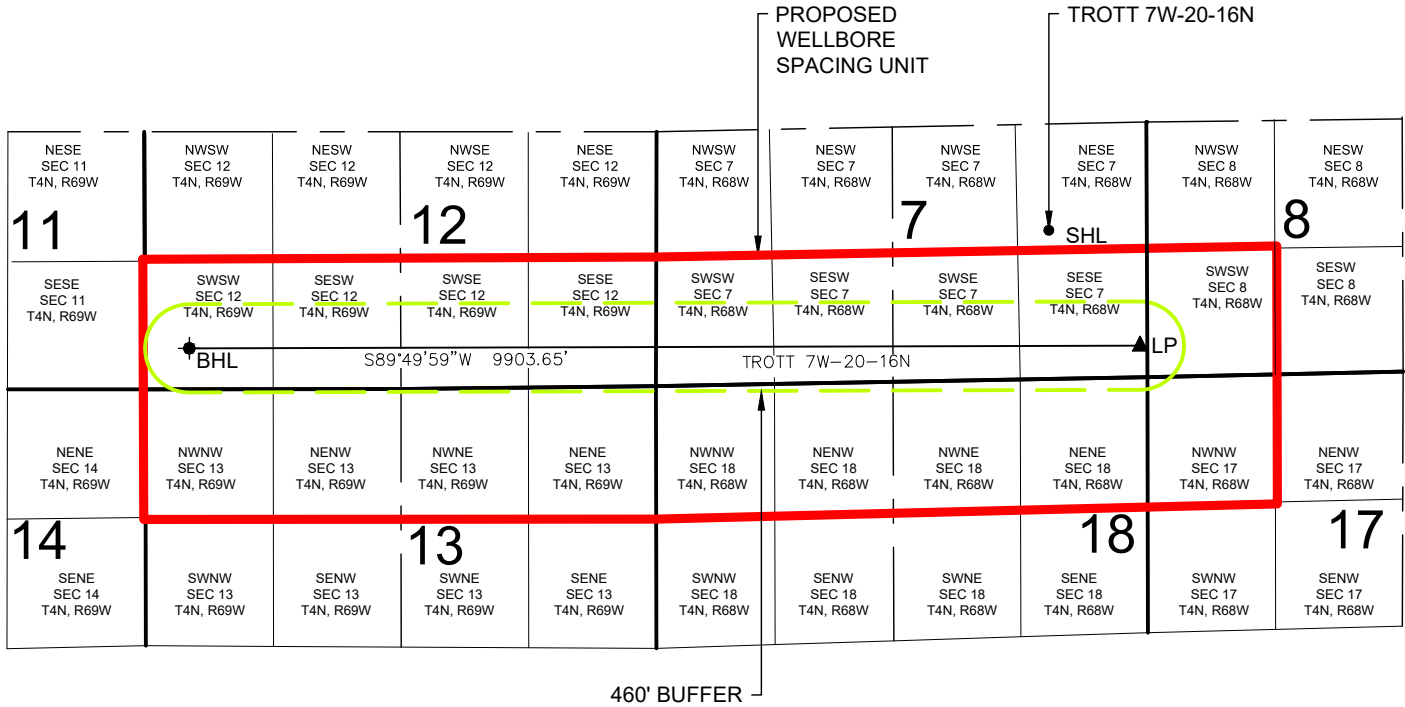 PROPOSED
WELLBORE
SPACING UNIT
TROTT 7W-20-16N
NESE
SEC 11
T4N, R69W
NWSW
SEC 12
T4N, R69W
NESW
SEC 12
T4N, R69W
NWSE
SEC 12
T4N, R69W
NESE
SEC 12
T4N, R69W
NWSW
SEC 7
T4N, R68W
NESW
SEC 7
T4N, R68W
NWSE
SEC 7
T4N, R68W
NESE
SEC 7
T4N, R68W
NWSW
SEC 8
T4N, R68W
NESW
SEC 8
T4N, R68W
11
12
7
SHL
8
SESE
SEC 11
T4N, R69W
SWSW
SEC 12
T4N, R69W
SESW
SEC 12
T4N, R69W
SWSE
SEC 12
T4N, R69W
SESE
SEC 12
T4N, R69W
SWSW
SEC 7
T4N, R68W
SESW
SEC 7
T4N, R68W
SWSE
SEC 7
T4N, R68W
SESE
SEC 7
T4N, R68W
SWSW
SEC 8
T4N, R68W
SESW
SEC 8
T4N, R68W
BHL
S89°49'59"W 9903.65'
TROTT 7W-20-16N
LP
NENE
SEC 14
T4N, R69W
NWNW
SEC 13
T4N, R69W
NENW
SEC 13
T4N, R69W
NWNE
SEC 13
T4N, R69W
NENE
SEC 13
T4N, R69W
NWNW
SEC 18
T4N, R68W
NENW
SEC 18
T4N, R68W
NWNE
SEC 18
T4N, R68W
NENE
SEC 18
T4N, R68W
NWNW
SEC 17
T4N, R68W
NENW
SEC 17
T4N, R68W
14
13
18
17
SENE
SEC 14
T4N, R69W
SWNW
SEC 13
T4N, R69W
SENW
SEC 13
T4N, R69W
SWNE
SEC 13
T4N, R69W
SENE
SEC 13
T4N, R69W
SWNW
SEC 18
T4N, R68W
SENW
SEC 18
T4N, R68W
SWNE
SEC 18
T4N, R68W
SENE
SEC 18
T4N, R68W
SWNW
SEC 17
T4N, R68W
SENW
SEC 17
T4N, R68W
460' BUFFER